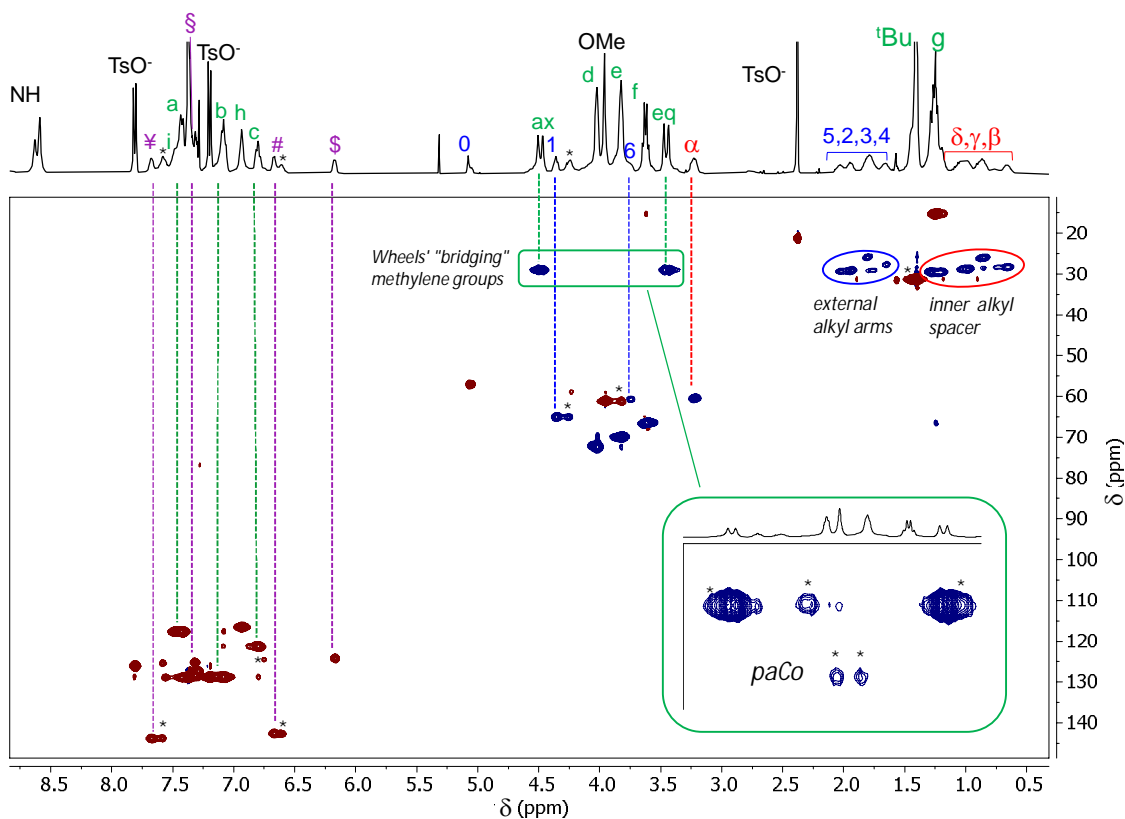 §
TsO-
TsO-
OMe
TsO-
tBu
g
NH
¥
i
a
*
b
h
c
#
*
$
0
ax
1
*
d
e
6
f
eq
α
5,2,3,4
δ,γ,β
Wheels' "bridging"
methylene groups
*
external
alkyl arms
inner alkyl
spacer
*
*
*
*
*
*
*
*
*
*
paCo
20
30
40
50
60
70
80
90
100
110
120
130
140
δ (ppm)
8.5 8.0 7.5 7.0 6.5 6.0 5.5 5.0 4.5 4.0 3.5 3.0 2.5 2.0 1.5 1.0 0.5
δ (ppm)